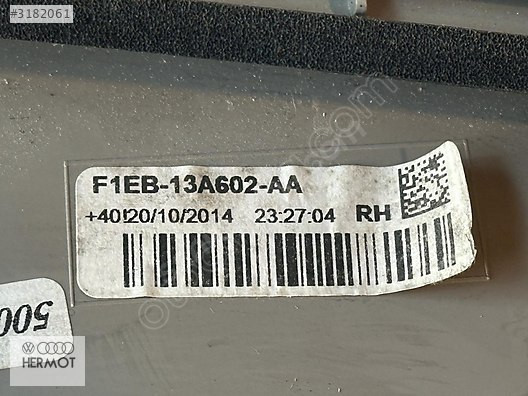 #3182061
F1EB-13A602-AA
+40!20/10/2014 23:27:04 RH
500
HERMOT